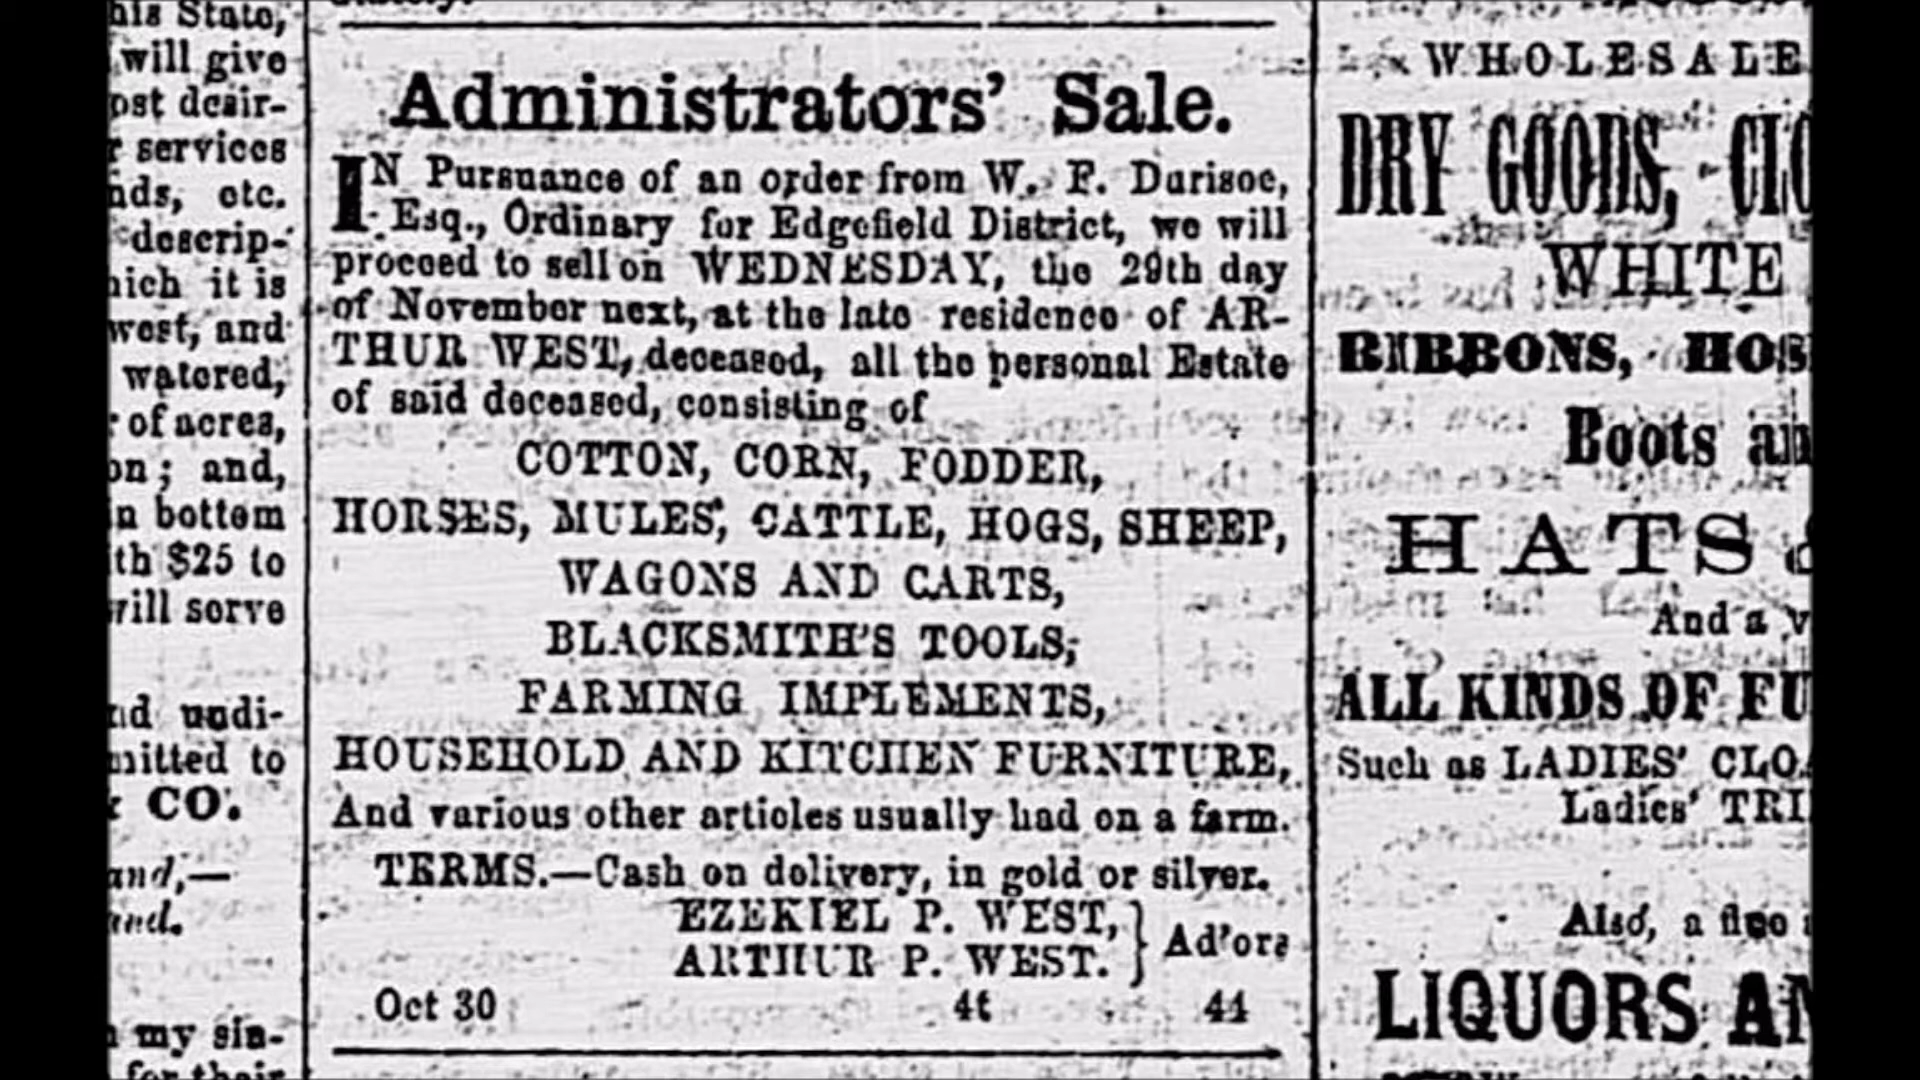 his State,
will give
ost desir-
r services
nds, etc.
descrip-
hich it is
west, and
watered,
of acres,
on; and,
in bottom
ith $25 to
will serve
nd undi-
mitted to
& CO.
and,—
and.
my sin-
for their
Administrators' Sale.
IN Pursuance of an order from W. F. Durisoe,
Esq., Ordinary for Edgefield District, we will
proceed to sell on WEDNESDAY, the 29th day
of November next, at the late residence of AR-
THUR WEST, deceased, all the personal Estate
of said deceased, consisting of
COTTON, CORN, FODDER,
HORSES, MULES, CATTLE, HOGS, SHEEP,
WAGONS AND CARTS,
BLACKSMITH'S TOOLS,
FARMING IMPLEMENTS,
HOUSEHOLD AND KITCHEN FURNITURE,
And various other articles usually had on a farm.
TERMS.—Cash on delivery, in gold or silver.
EZEKIEL P. WEST,
ARTHUR P. WEST. } Ad'ors
Oct 30 4t 44
WHOLESALE
DRY GOODS, CLO
WHITE
RIBBONS, HOS
Boots an
HATS &
And a v
ALL KINDS OF FU
Such as LADIES' CLOA
Ladies' TRI
Also, a fine
LIQUORS AN